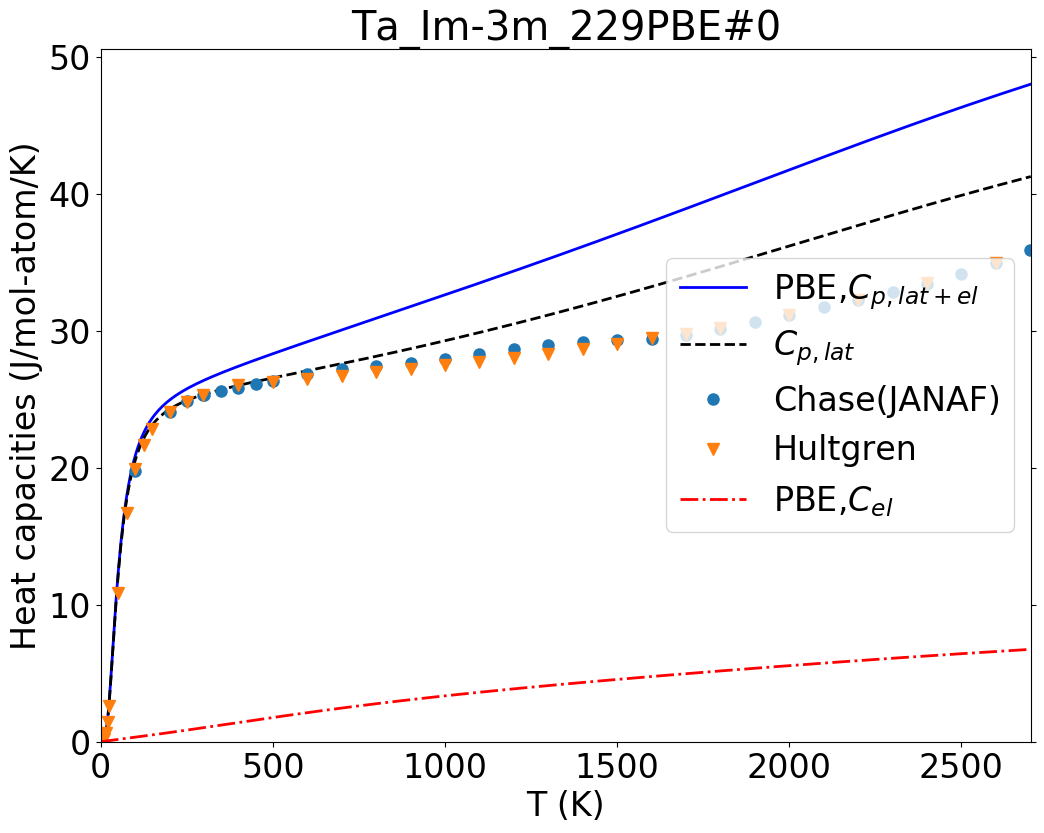 Ta_Im-3m_229PBE#0
Heat capacities (J/mol-atom/K)
50
40
30
20
10
0
PBE,C_{p,lat+el}
C_{p,lat}
Chase(JANAF)
Hultgren
PBE,C_{el}
0 500 1000 1500 2000 2500
T (K)